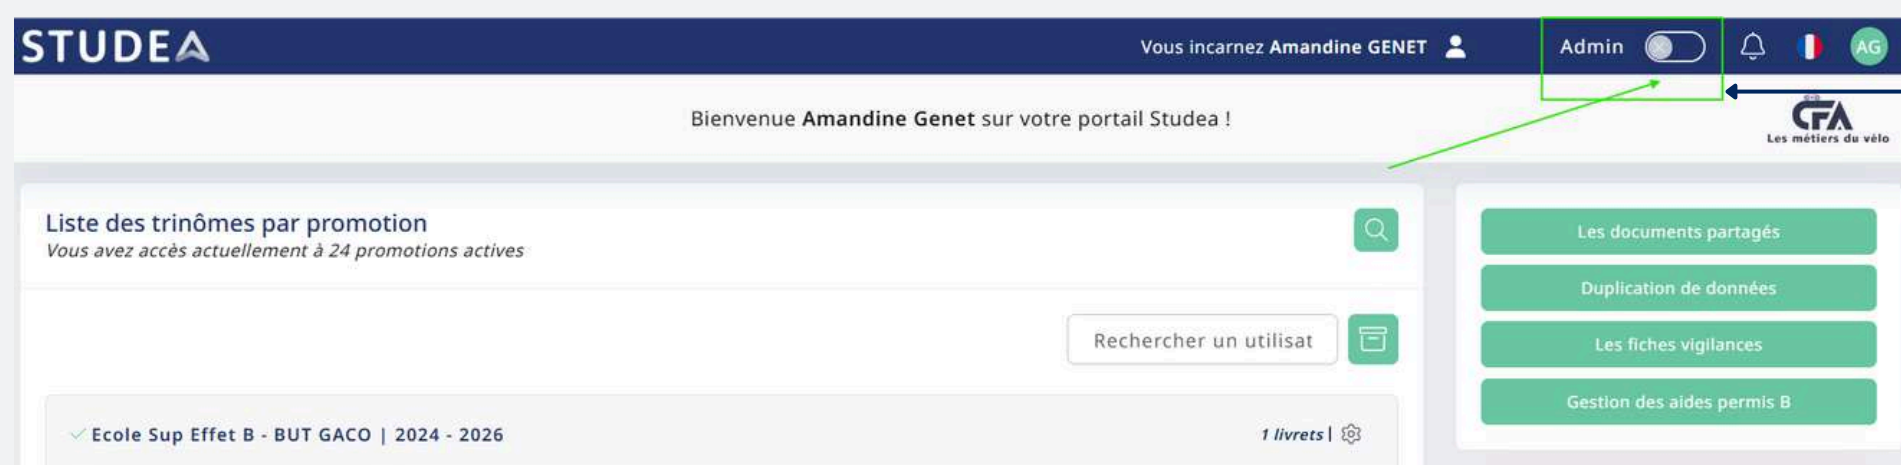 STUDEA
Vous incarnez Amandine GENET
Admin
AG
Bienvenue Amandine Genet sur votre portail Studea !
CFA
Les métiers du vélo
Liste des trinômes par promotion
Vous avez accès actuellement à 24 promotions actives
Rechercher un utilisat
Ecole Sup Effet B - BUT GACO | 2024 - 2026
1 livrets |
Les documents partagés
Duplication de données
Les fiches vigilances
Gestion des aides permis B